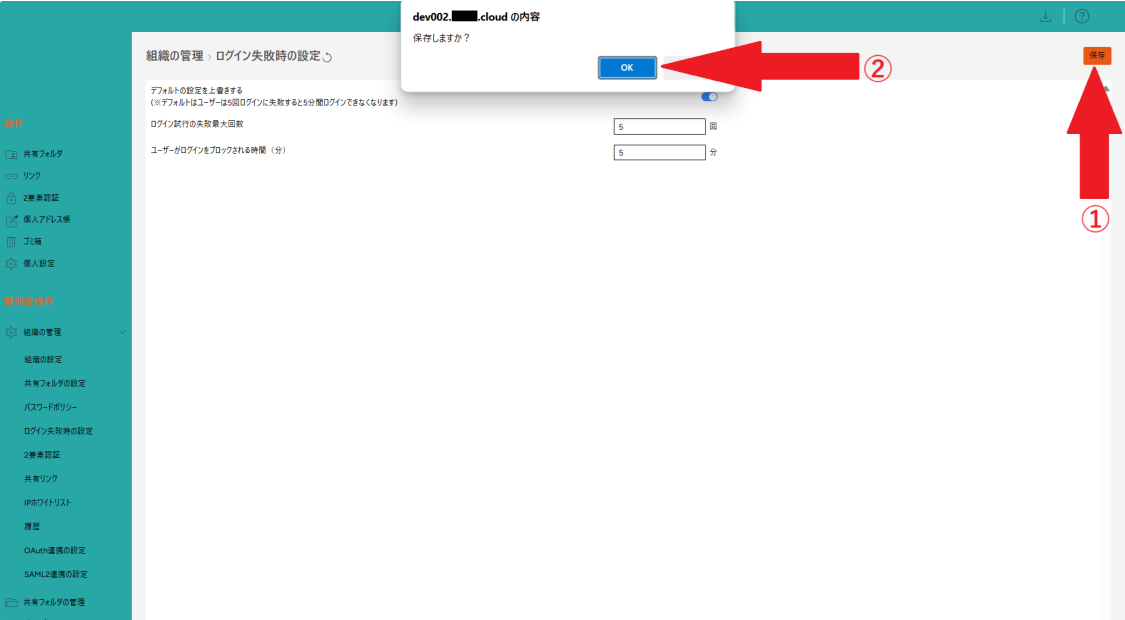 dev002.
.cloud の内容
保存しますか？
OK
②
組織の管理 › ログイン失敗時の設定
保存
①
デフォルトの設定を上書きする
(※デフォルトはユーザーは5回ログインに失敗すると5分間ログインできなくなります)
ログイン試行の失敗最大回数
5
回
ユーザーがログインをブロックされる時間（分）
5
分
操作
共有フォルダ
リンク
2要素認証
個人アドレス帳
ゴミ箱
個人設定
管理者操作
組織の管理
組織の設定
共有フォルダの設定
パスワードポリシー
ログイン失敗時の設定
2要素認証
共有リンク
IPホワイトリスト
履歴
OAuth連携の設定
SAML2連携の設定
共有フォルダの管理